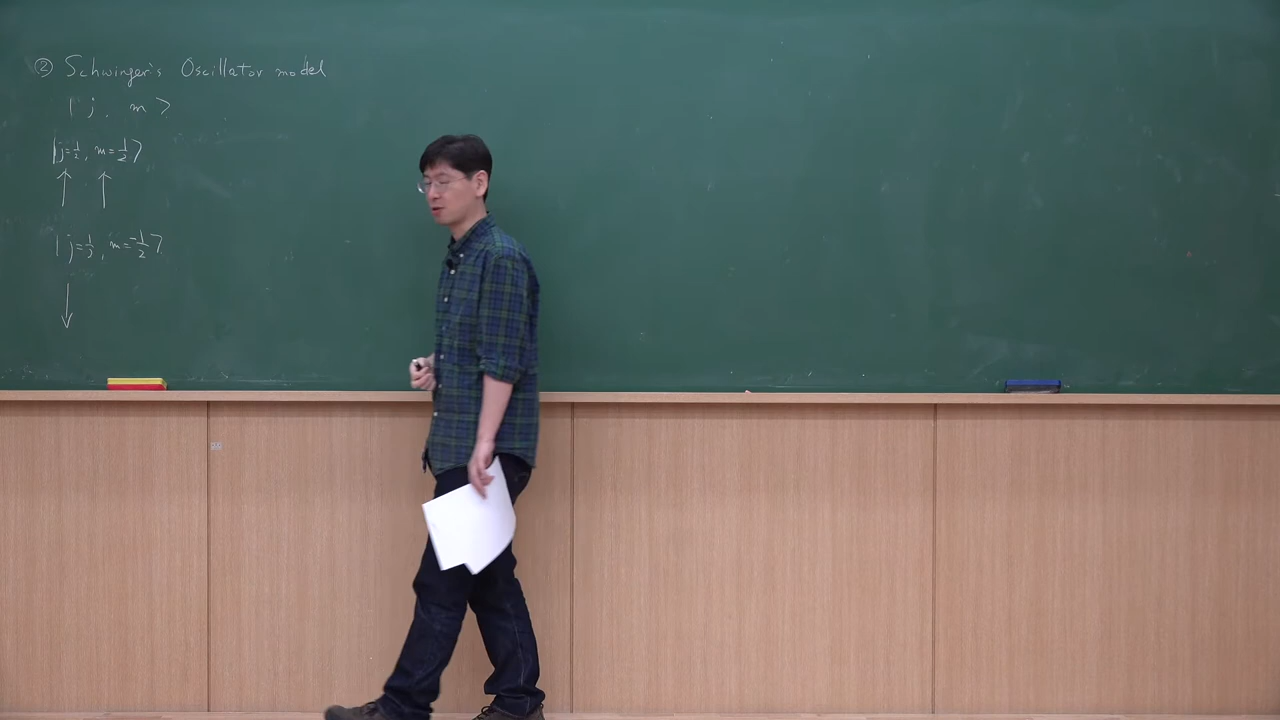 ② Schwinger's Oscillator model
| j, m >
| j=1/2, m=1/2 >
↑ ↑
| j=1/2, m=-1/2 >
↓